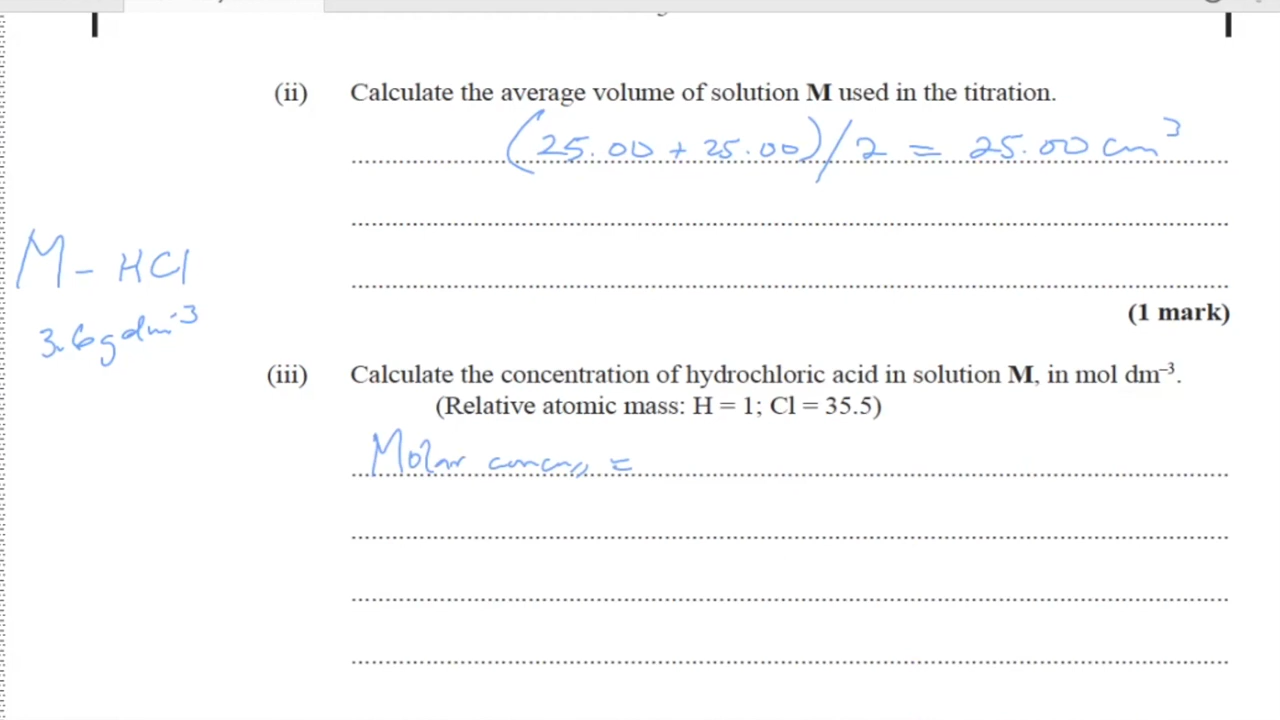 (ii) Calculate the average volume of solution M used in the titration.
(25.00 + 25.00)/2 = 25.00 cm³
M - HCl
3.6g dm⁻³
(1 mark)
(iii) Calculate the concentration of hydrochloric acid in solution M, in mol dm⁻³.
(Relative atomic mass: H = 1; Cl = 35.5)
Molar =